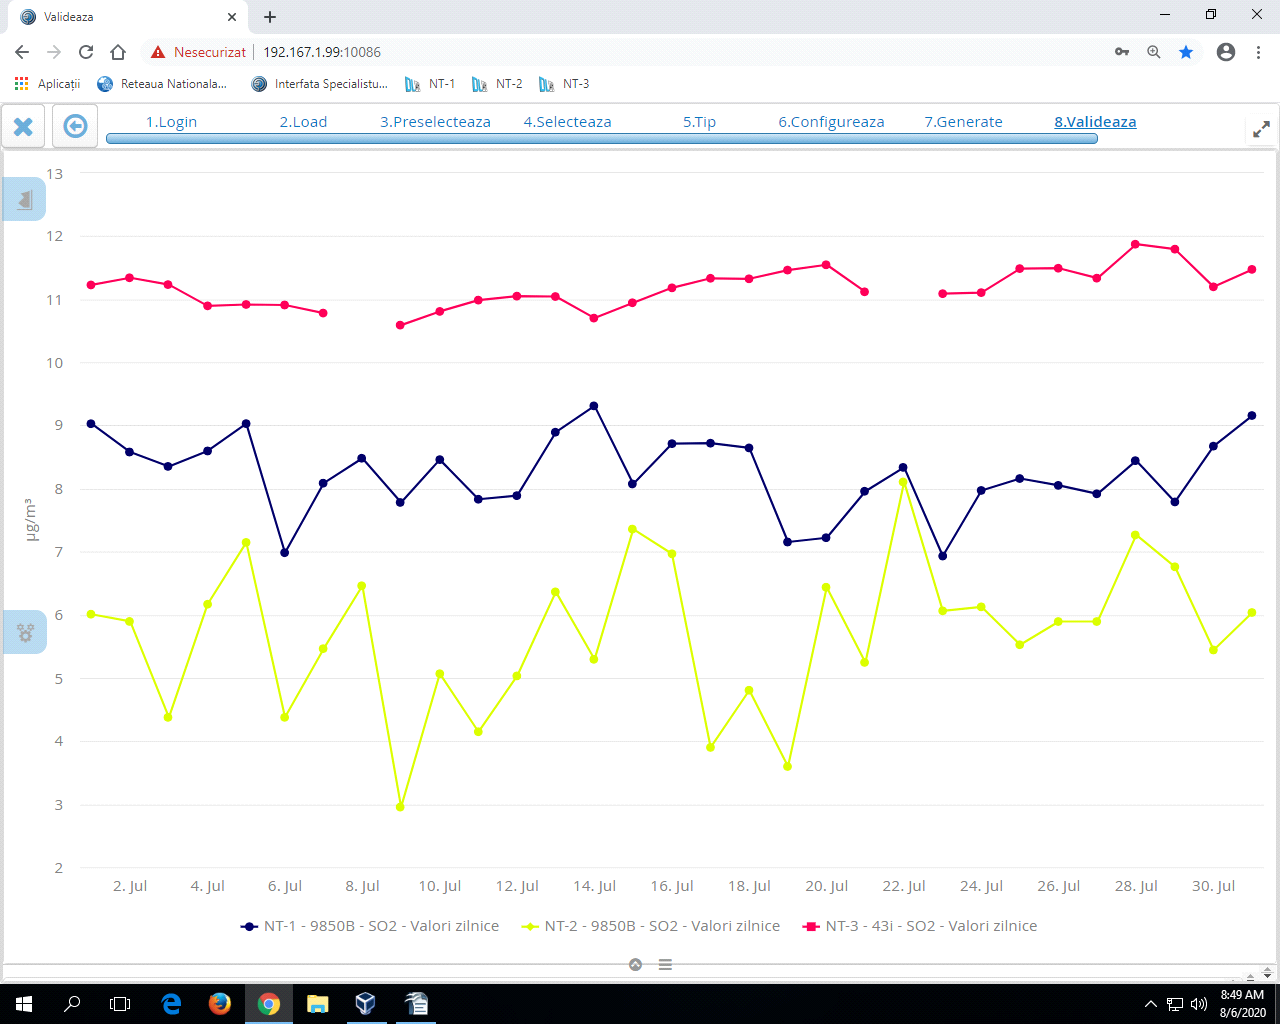 Valideaza
Nesecurizat 192.167.1.99:10086
Aplicații Reteaua Nationala... Interfata Specialistu... NT-1 NT-2 NT-3
1.Login 2.Load 3.Preselecteaza 4.Selecteaza 5.Tip 6.Configureaza 7.Generate 8.Valideaza
13
12
11
10
9
8
7
6
5
4
3
2
µg/m³
2. Jul 4. Jul 6. Jul 8. Jul 10. Jul 12. Jul 14. Jul 16. Jul 18. Jul 20. Jul 22. Jul 24. Jul 26. Jul 28. Jul 30. Jul
NT-1 - 9850B - SO2 - Valori zilnice NT-2 - 9850B - SO2 - Valori zilnice NT-3 - 43i - SO2 - Valori zilnice
8:49 AM
8/6/2020